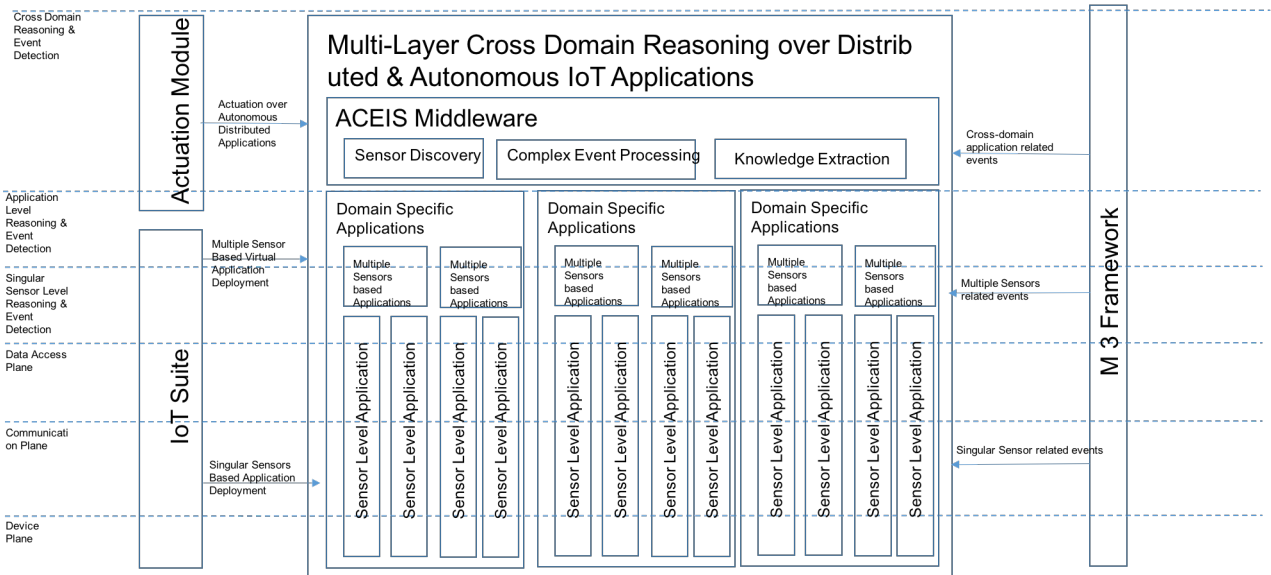 Cross Domain
Reasoning &
Event
Detection
Actuation Module
Actuation over
Autonomous
Distributed
Applications
Multi-Layer Cross Domain Reasoning over Distrib
uted & Autonomous IoT Applications
ACEIS Middleware
Sensor Discovery
Complex Event Processing
Knowledge Extraction
Cross-domain
application related
events
M 3 Framework
Application
Level
Reasoning &
Event
Detection
Singular
Sensor Level
Reasoning &
Event
Detection
Data Access
Plane
Communicati
on Plane
Device
Plane
IoT Suite
Multiple Sensor
Based Virtual
Application
Deployment
Singular Sensors
Based Application
Deployment
Domain Specific
Applications
Multiple
Sensors
based
Applications
Multiple
Sensors
based
Applications
Sensor Level Application
Sensor Level Application
Sensor Level Application
Sensor Level Application
Domain Specific
Applications
Multiple
Sensors
based
Applications
Multiple
Sensors
based
Applications
Sensor Level Application
Sensor Level Application
Sensor Level Application
Sensor Level Application
Domain Specific
Applications
Multiple
Sensors
based
Applications
Multiple
Sensors
based
Applications
Sensor Level Application
Sensor Level Application
Sensor Level Application
Sensor Level Application
Multiple Sensors
related events
Singular Sensor related events